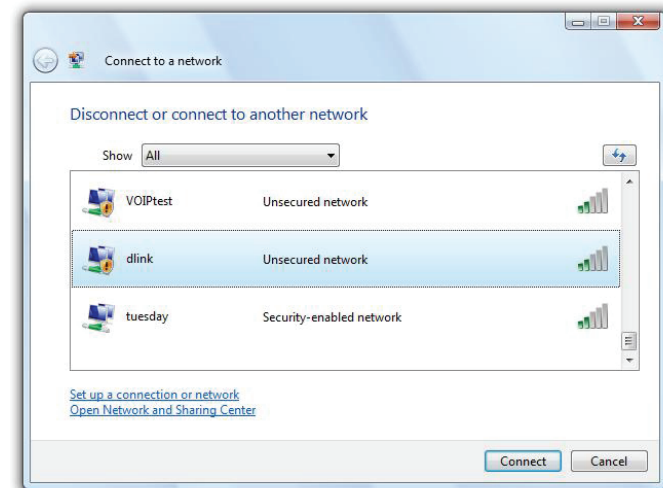 Connect to a network
Disconnect or connect to another network
Show All
VOIPtest Unsecured network
dlink Unsecured network
tuesday Security-enabled network
Set up a connection or network
Open Network and Sharing Center
Connect Cancel